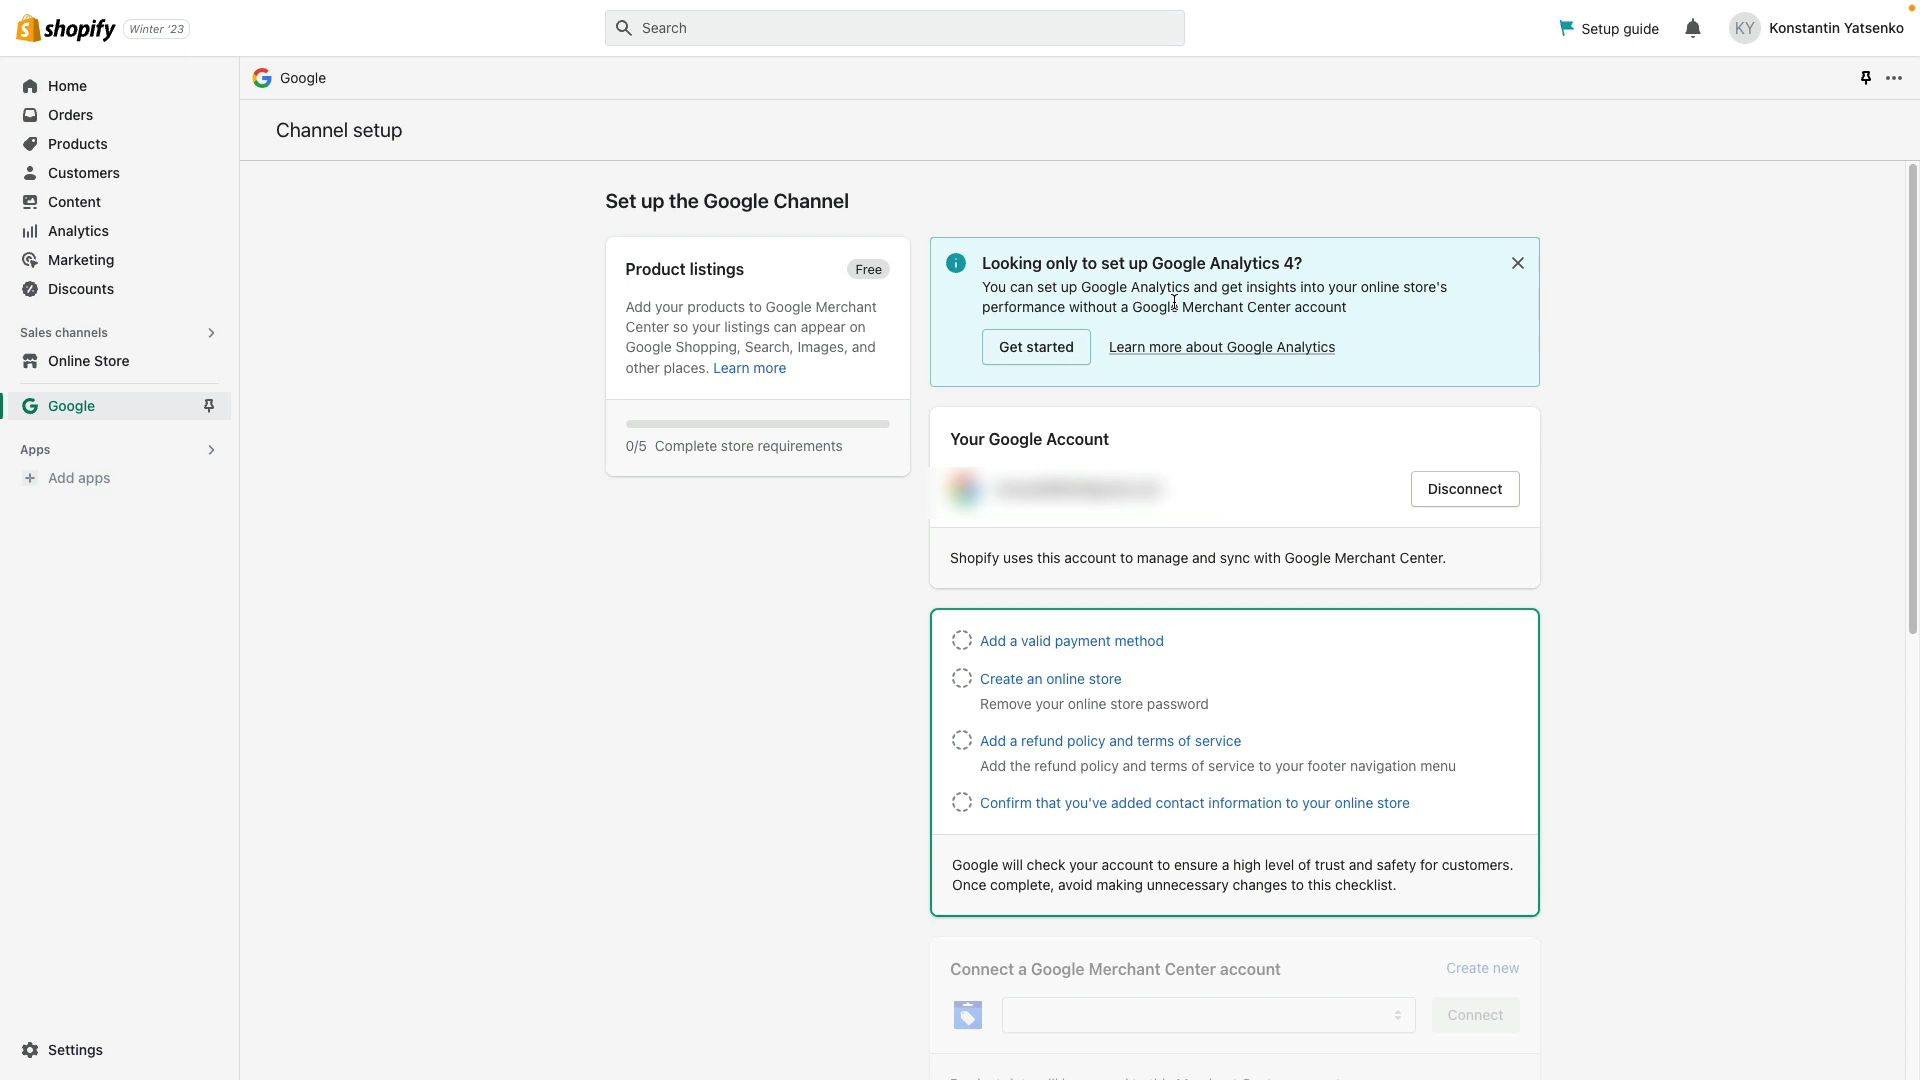 shopify Winter '23
Search
Setup guide
KY Konstantin Yatsenko
Home
Orders
Products
Customers
Content
Analytics
Marketing
Discounts
Sales channels
Online Store
Google
Apps
Add apps
Settings
Google
Channel setup
Set up the Google Channel
Product listings Free
Add your products to Google Merchant
Center so your listings can appear on
Google Shopping, Search, Images, and
other places. Learn more
0/5 Complete store requirements
Looking only to set up Google Analytics 4?
You can set up Google Analytics and get insights into your online store's
performance without a Google Merchant Center account
Get started Learn more about Google Analytics
Your Google Account
Disconnect
Shopify uses this account to manage and sync with Google Merchant Center.
Add a valid payment method
Create an online store
Remove your online store password
Add a refund policy and terms of service
Add the refund policy and terms of service to your footer navigation menu
Confirm that you've added contact information to your online store
Google will check your account to ensure a high level of trust and safety for customers.
Once complete, avoid making unnecessary changes to this checklist.
Connect a Google Merchant Center account Create new
Connect